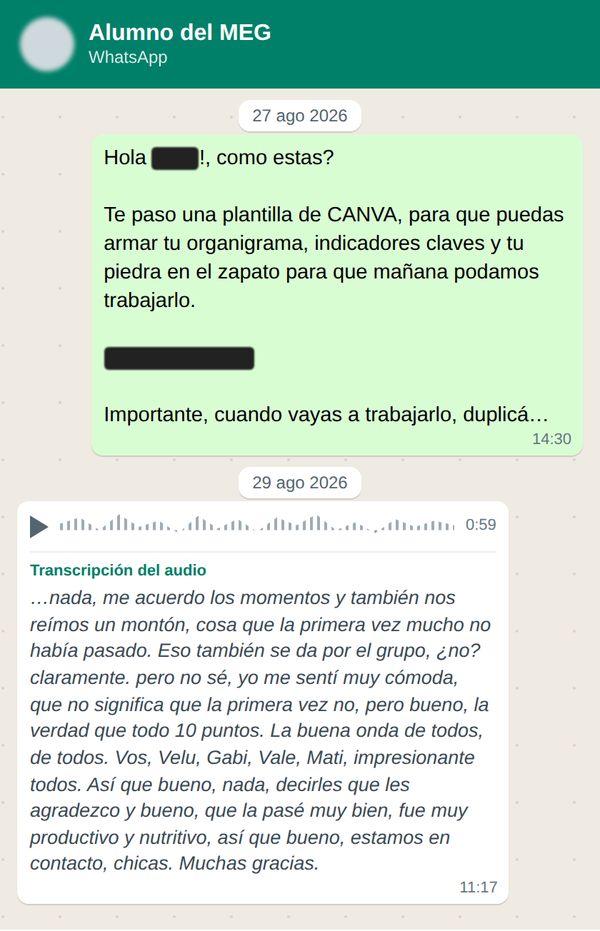 Alumno del MEG
WhatsApp
27 ago 2026
Hola !, como estas?
Te paso una plantilla de CANVA, para que puedas
armar tu organigrama, indicadores claves y tu
piedra en el zapato para que mañana podamos
trabajarlo.
Importante, cuando vayas a trabajarlo, duplicá…
14:30
29 ago 2026
0:59
Transcripción del audio
…nada, me acuerdo los momentos y también nos
reímos un montón, cosa que la primera vez mucho no
había pasado. Eso también se da por el grupo, ¿no?
claramente. pero no sé, yo me sentí muy cómoda,
que no significa que la primera vez no, pero bueno, la
verdad que todo 10 puntos. La buena onda de todos,
de todos. Vos, Velu, Gabi, Vale, Mati, impresionante
todos. Así que bueno, nada, decirles que les
agradezco y bueno, que la pasé muy bien, fue muy
productivo y nutritivo, así que bueno, estamos en
contacto, chicas. Muchas gracias.
11:17